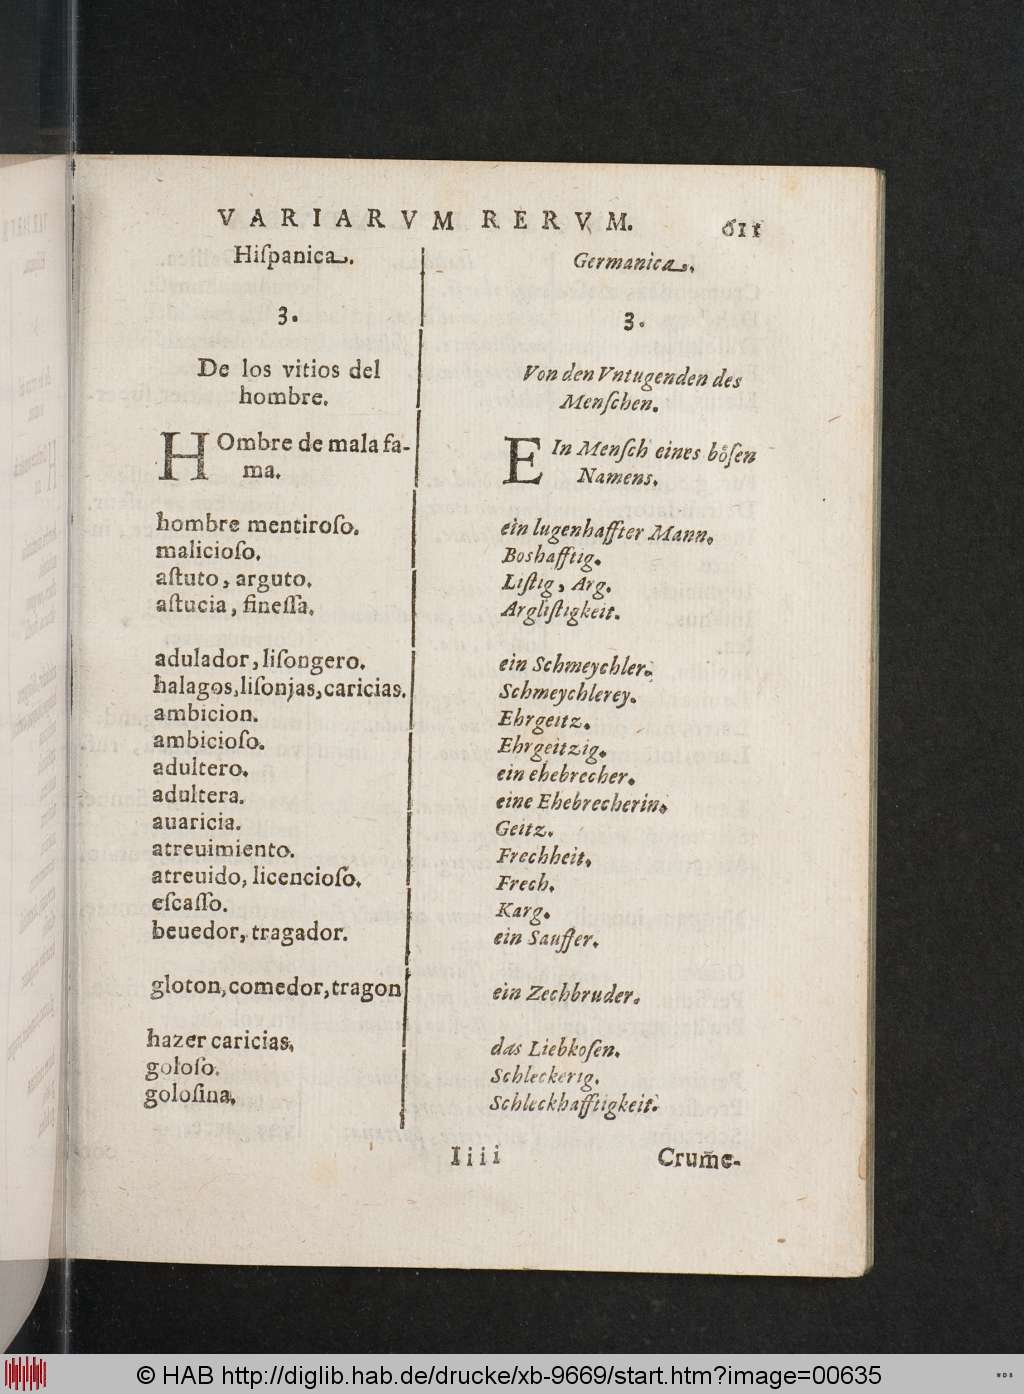 VARIARVM RERVM. 611
Hiſpanica.
3.
De los vitios del
hombre.
HOmbre de mala fa-
ma.
hombre mentiroſo.
malicioſo.
aſtuto, arguto.
aſtucia, fineſſa.
adulador, liſongero.
halagos, liſonjas, caricias.
ambicion.
ambicioſo.
adultero.
adultera.
auaricia.
atreuimiento.
atreuido, licencioſo.
eſcaſſo.
beuedor, tragador.
gloton, comedor, tragon
hazer caricias.
goloſo.
goloſina.
Germanica.
3.
Von den Vntugenden des
Menſchen.
EIn Menſch eines boͤſen
Namens.
ein lugenhaffter Mann.
Boshafftig.
Liſtig, Arg.
Argliſtigkeit.
ein Schmeychler.
Schmeychlerey.
Ehrgeitz.
Ehrgeitzig.
ein ehebrecher.
eine Ehebrecherin.
Geitz.
Frechheit.
Frech.
Karg.
ein Sauffer.
ein Zechbruder.
das Liebkoſen.
Schleckerig.
Schleckhafftigkeit.
Iiii Crum̃e-
© HAB http://diglib.hab.de/drucke/xb-9669/start.htm?image=00635